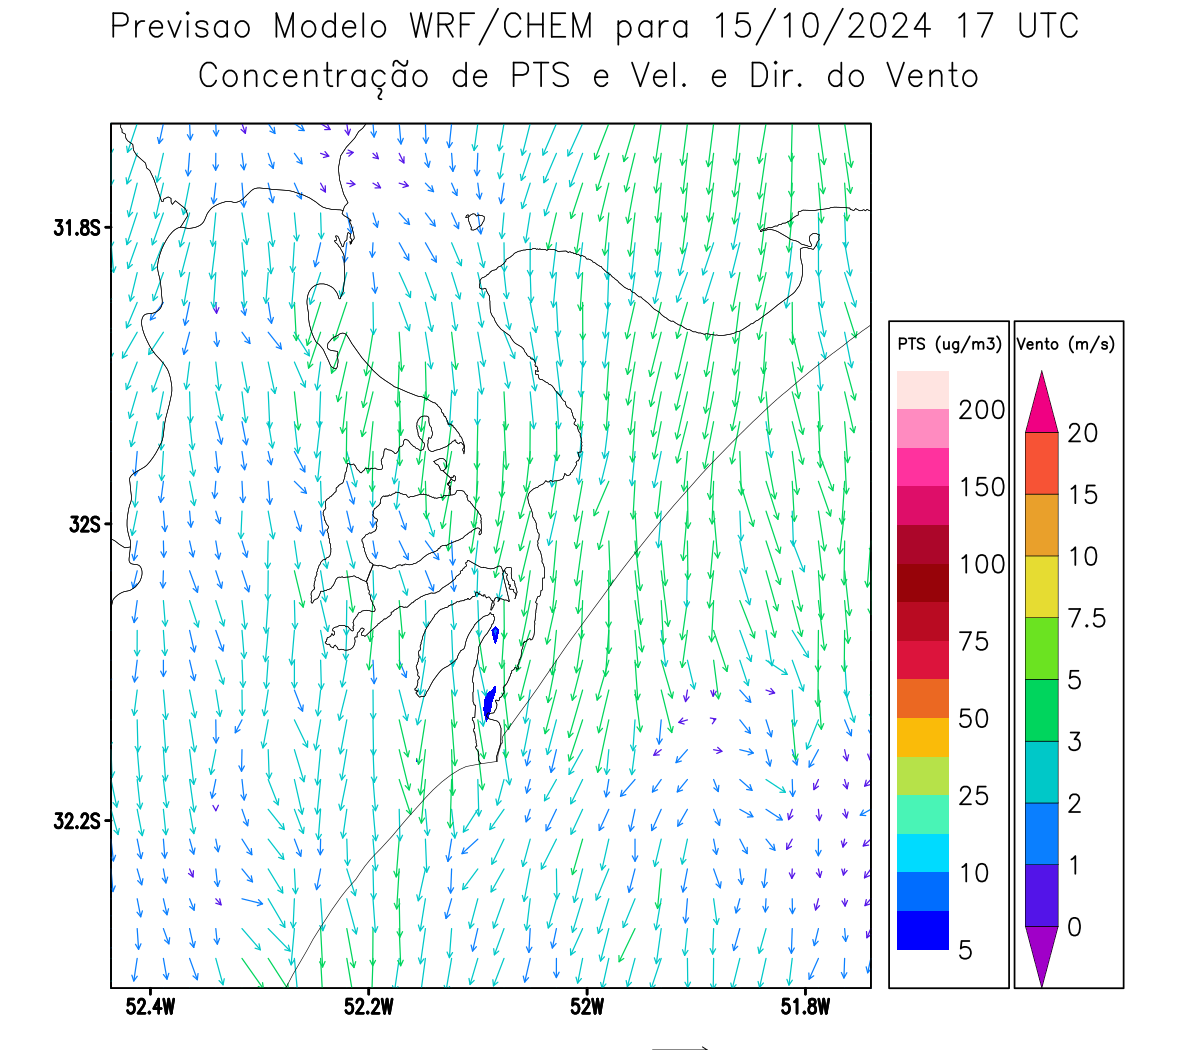 Previsao Modelo WRF/CHEM para 15/10/2024 17 UTC
Concentração de PTS e Vel. e Dir. do Vento
31.8S
32S
32.2S
52.4W 52.2W 52W 51.8W
PTS (ug/m3)
200
150
100
75
50
25
10
5
Vento (m/s)
20
15
10
7.5
5
3
2
1
0